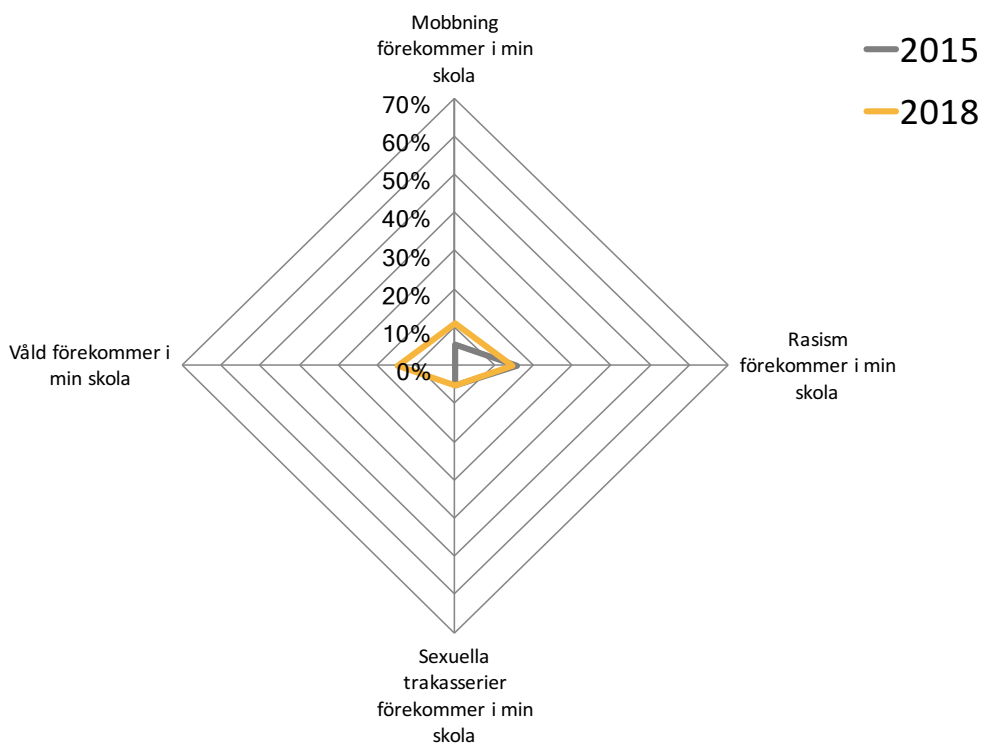 Mobbning
förekommer i min
skola
2015
2018
70%
60%
50%
40%
30%
20%
10%
0%
Våld förekommer i
min skola
Rasism
förekommer i min
skola
Sexuella
trakasserier
förekommer i min
skola